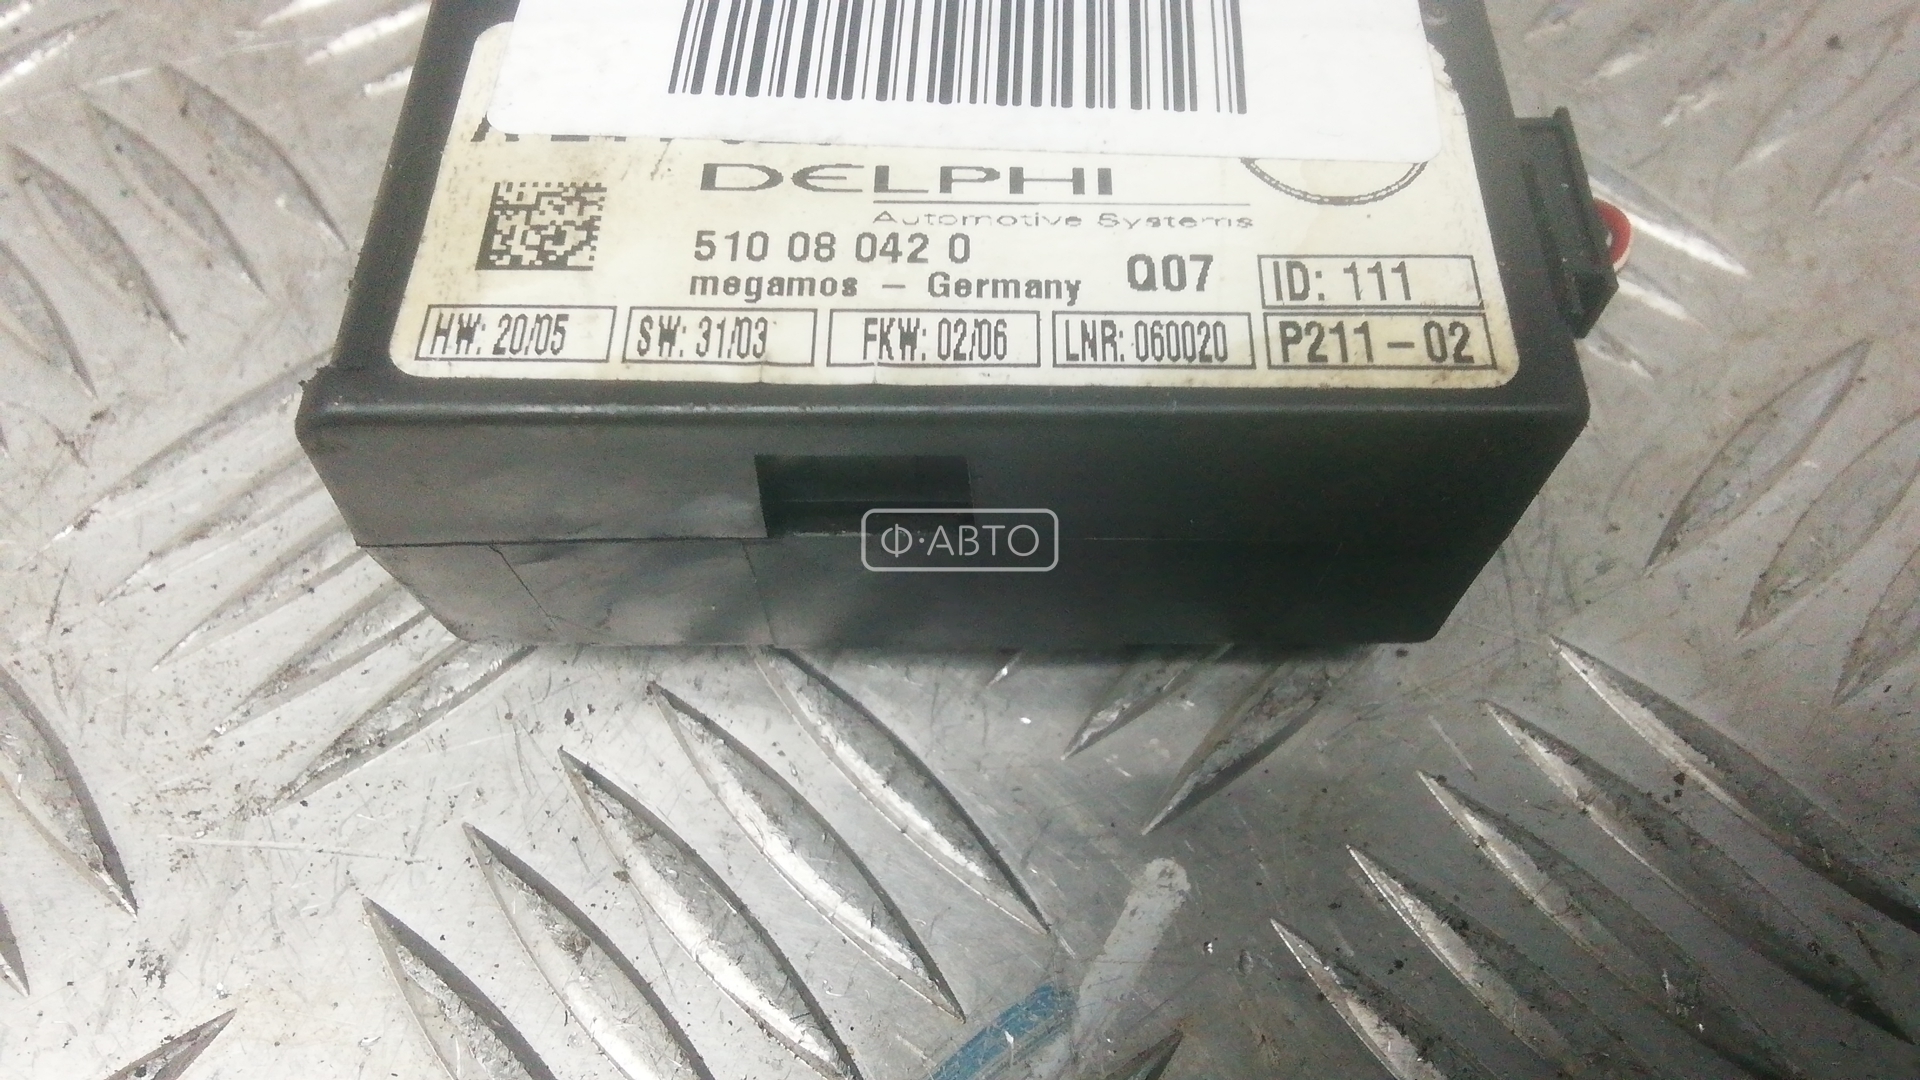 DELPHI
Automotive Systems
510 08 042 0
megamos - Germany
Q07
ID: 111
HW: 20/05
SW: 31/03
FKW: 02/06
LNR: 060020
P211-02
Ф·АВТО